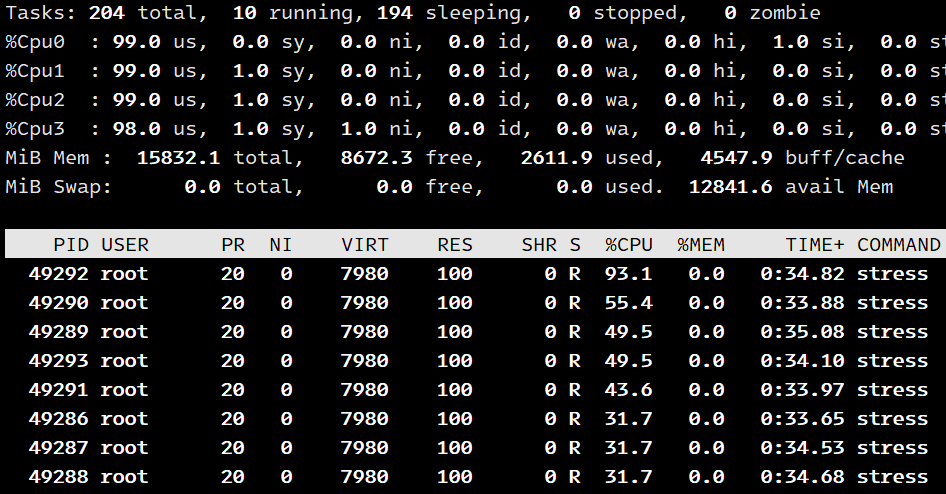 Tasks: 204 total,  10 running, 194 sleeping,   0 stopped,   0 zombie
%Cpu0  : 99.0 us,  0.0 sy,  0.0 ni,  0.0 id,  0.0 wa,  0.0 hi,  1.0 si,  0.0 st
%Cpu1  : 99.0 us,  1.0 sy,  0.0 ni,  0.0 id,  0.0 wa,  0.0 hi,  0.0 si,  0.0 st
%Cpu2  : 99.0 us,  1.0 sy,  0.0 ni,  0.0 id,  0.0 wa,  0.0 hi,  0.0 si,  0.0 st
%Cpu3  : 98.0 us,  1.0 sy,  1.0 ni,  0.0 id,  0.0 wa,  0.0 hi,  0.0 si,  0.0 st
MiB Mem :  15832.1 total,   8672.3 free,   2611.9 used,   4547.9 buff/cache
MiB Swap:      0.0 total,      0.0 free,      0.0 used.  12841.6 avail Mem
PID USER      PR  NI    VIRT    RES    SHR S  %CPU  %MEM     TIME+ COMMAND
49292 root      20   0    7980    100      0 R  93.1   0.0   0:34.82 stress
49290 root      20   0    7980    100      0 R  55.4   0.0   0:33.88 stress
49289 root      20   0    7980    100      0 R  49.5   0.0   0:35.08 stress
49293 root      20   0    7980    100      0 R  49.5   0.0   0:34.10 stress
49291 root      20   0    7980    100      0 R  43.6   0.0   0:33.97 stress
49286 root      20   0    7980    100      0 R  31.7   0.0   0:33.65 stress
49287 root      20   0    7980    100      0 R  31.7   0.0   0:34.53 stress
49288 root      20   0    7980    100      0 R  31.7   0.0   0:34.68 stress